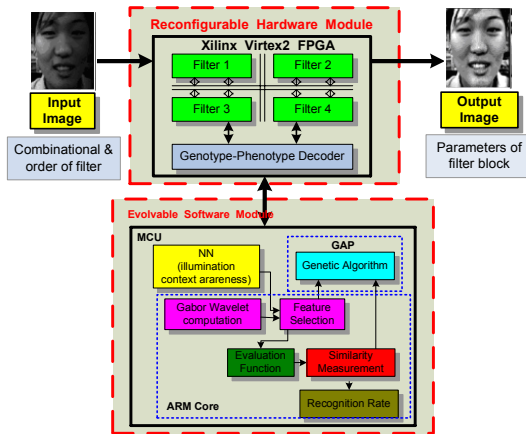 Reconfigurable Hardware Module
Xilinx Virtex2 FPGA
Filter 1
Filter 2
Filter 3
Filter 4
Genotype-Phenotype Decoder
Input
Image
Combinational &
order of filter
Output
Image
Parameters of
filter block
Evolvable Software Module
MCU
NN
(illumination
context arareness)
GAP
Genetic Algorithm
Gabor Wavelet
computation
Feature
Selection
Evaluation
Function
Similarity
Measurement
ARM Core
Recognition Rate